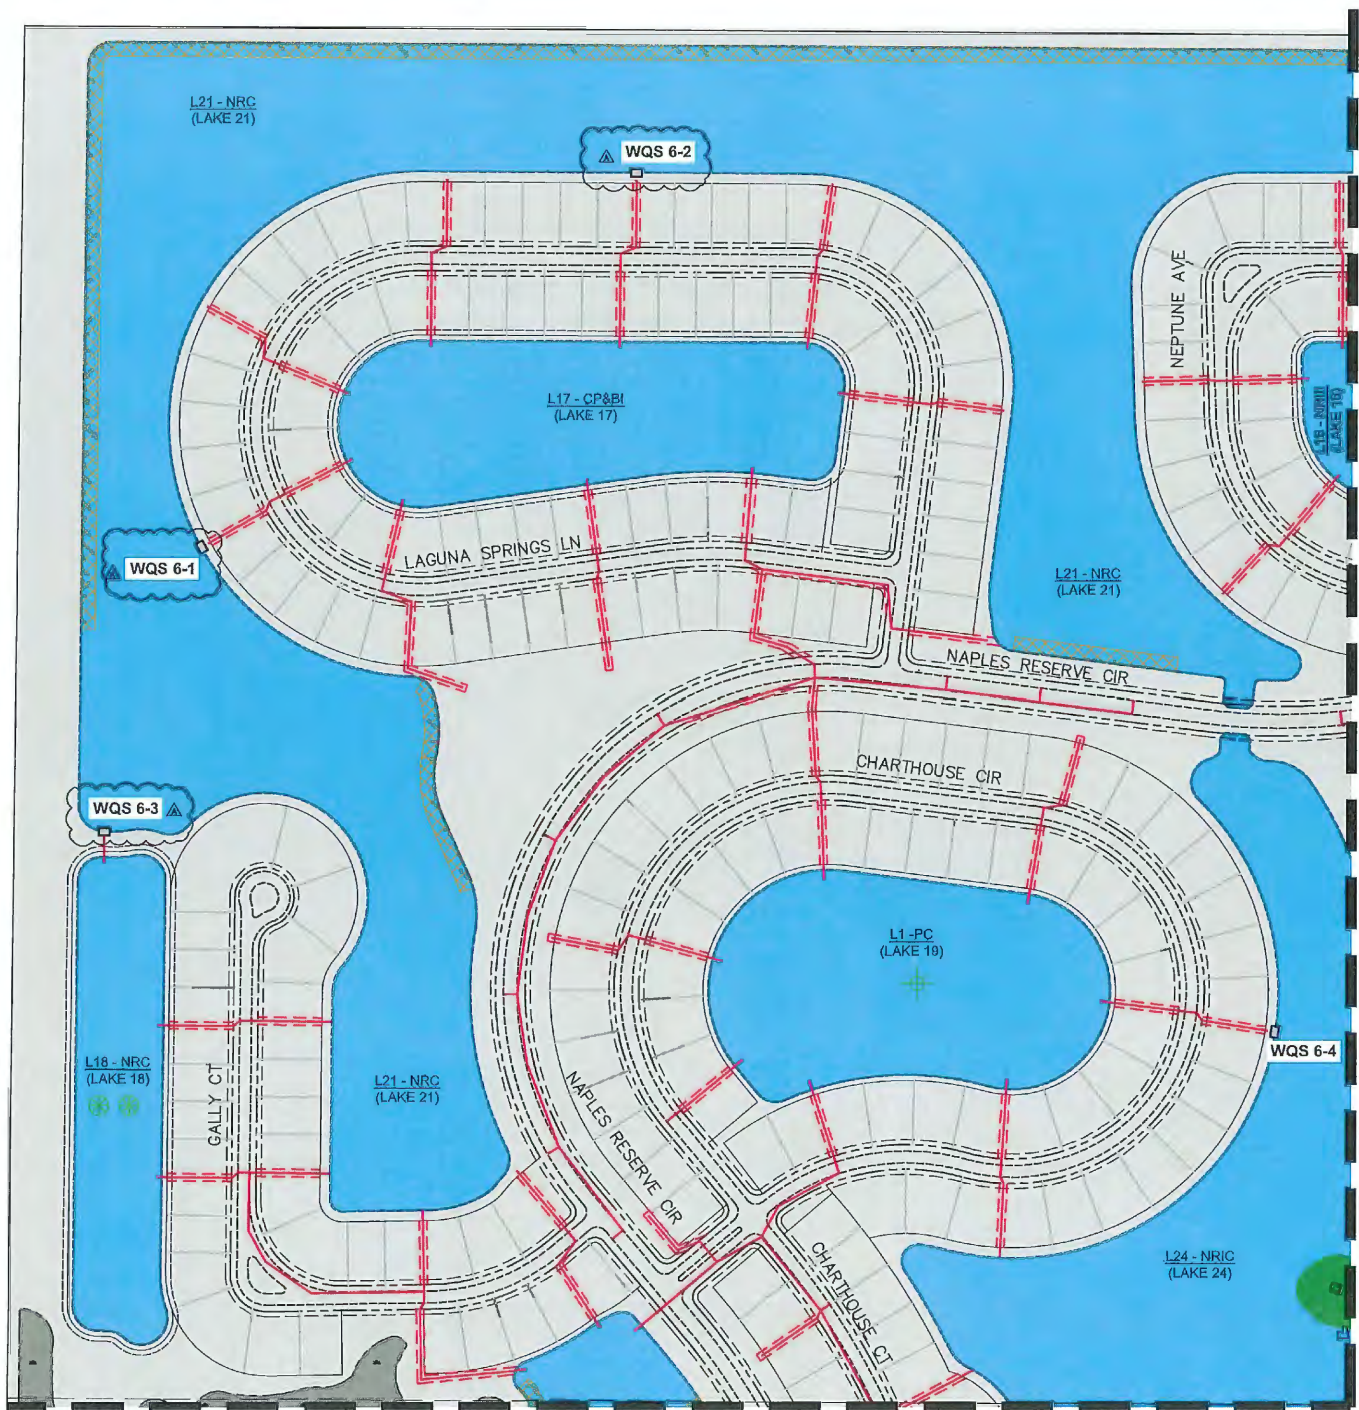 L21 - NRC
(LAKE 21)
WQS 6-2
NEPTUNE AVE
L17 - CP&BI
(LAKE 17)
(LAKE 16)
LAGUNA SPRINGS LN
WQS 6-1
L21 - NRC
(LAKE 21)
NAPLES RESERVE CIR
CHARTHOUSE CIR
WQS 6-3
L1 -PC
(LAKE 19)
WQS 6-4
L18 - NRC
(LAKE 18)
L21 - NRC
(LAKE 21)
GALLY CT
NAPLES RESERVE CIR
CHARTHOUSE CT
L24 - NRIC
(LAKE 24)